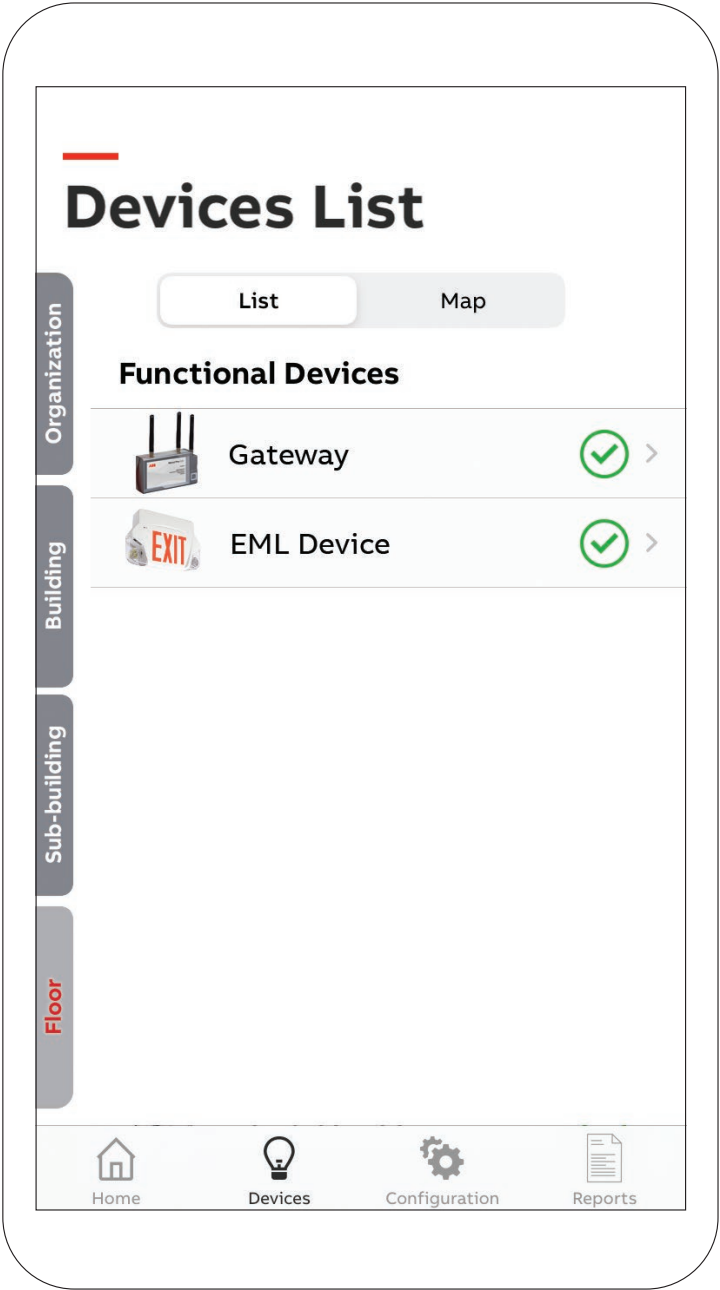 Devices List
List
Map
Organization
Functional Devices
Gateway
EXIT
EML Device
Building
Sub-building
Floor
Home
Devices
Configuration
Reports